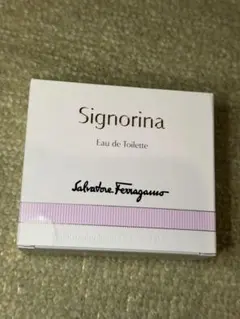 Signorina
Eau de Toilette
Salvatore Ferragamo